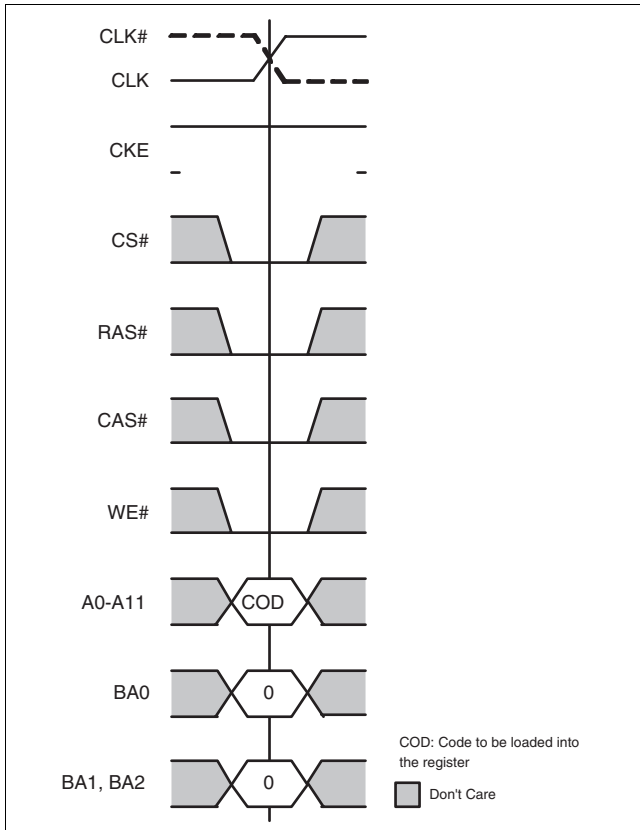 CLK#
CLK
CKE
CS#
RAS#
CAS#
WE#
A0-A11
COD
BA0
0
BA1, BA2
0
COD: Code to be loaded into
the register
Don't Care